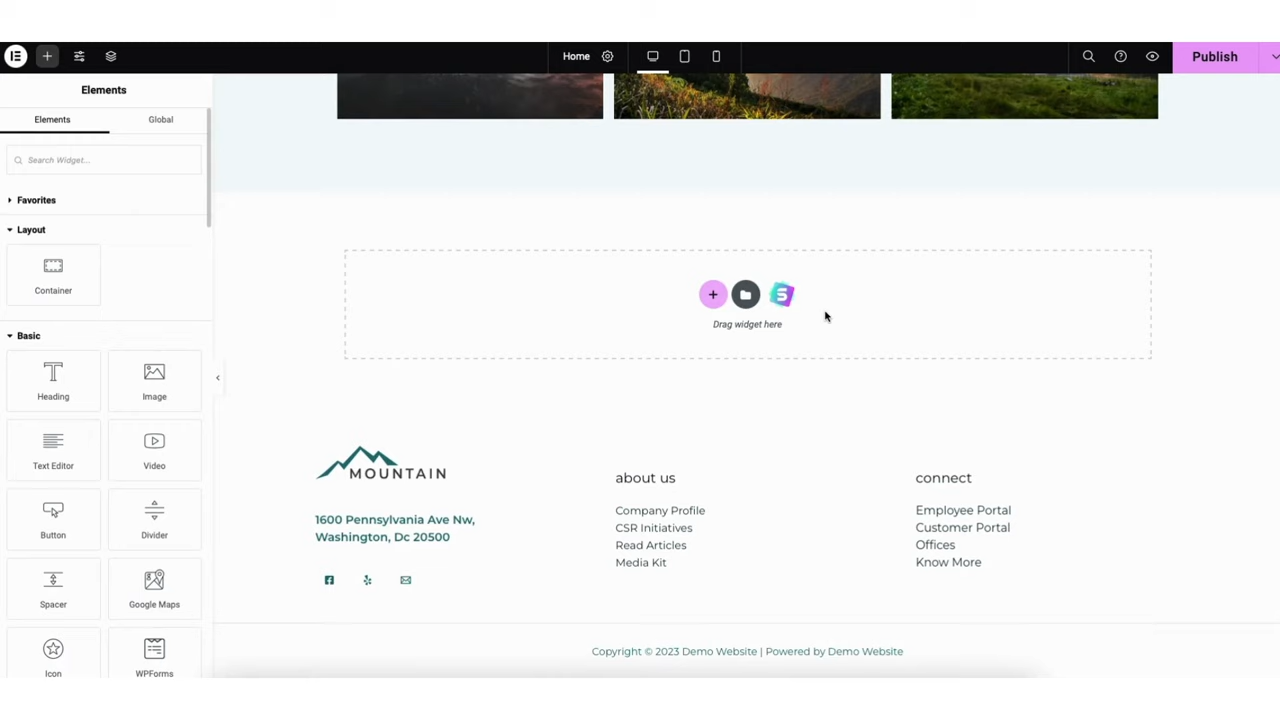 Home
Publish
Elements
Elements
Global
Search Widget...
Favorites
Layout
Container
Basic
Heading
Image
Text Editor
Video
Button
Divider
Spacer
Google Maps
Icon
WPForms
Drag widget here
MOUNTAIN
1600 Pennsylvania Ave Nw,
Washington, Dc 20500
about us
Company Profile
CSR Initiatives
Read Articles
Media Kit
connect
Employee Portal
Customer Portal
Offices
Know More
Copyright © 2023 Demo Website | Powered by Demo Website